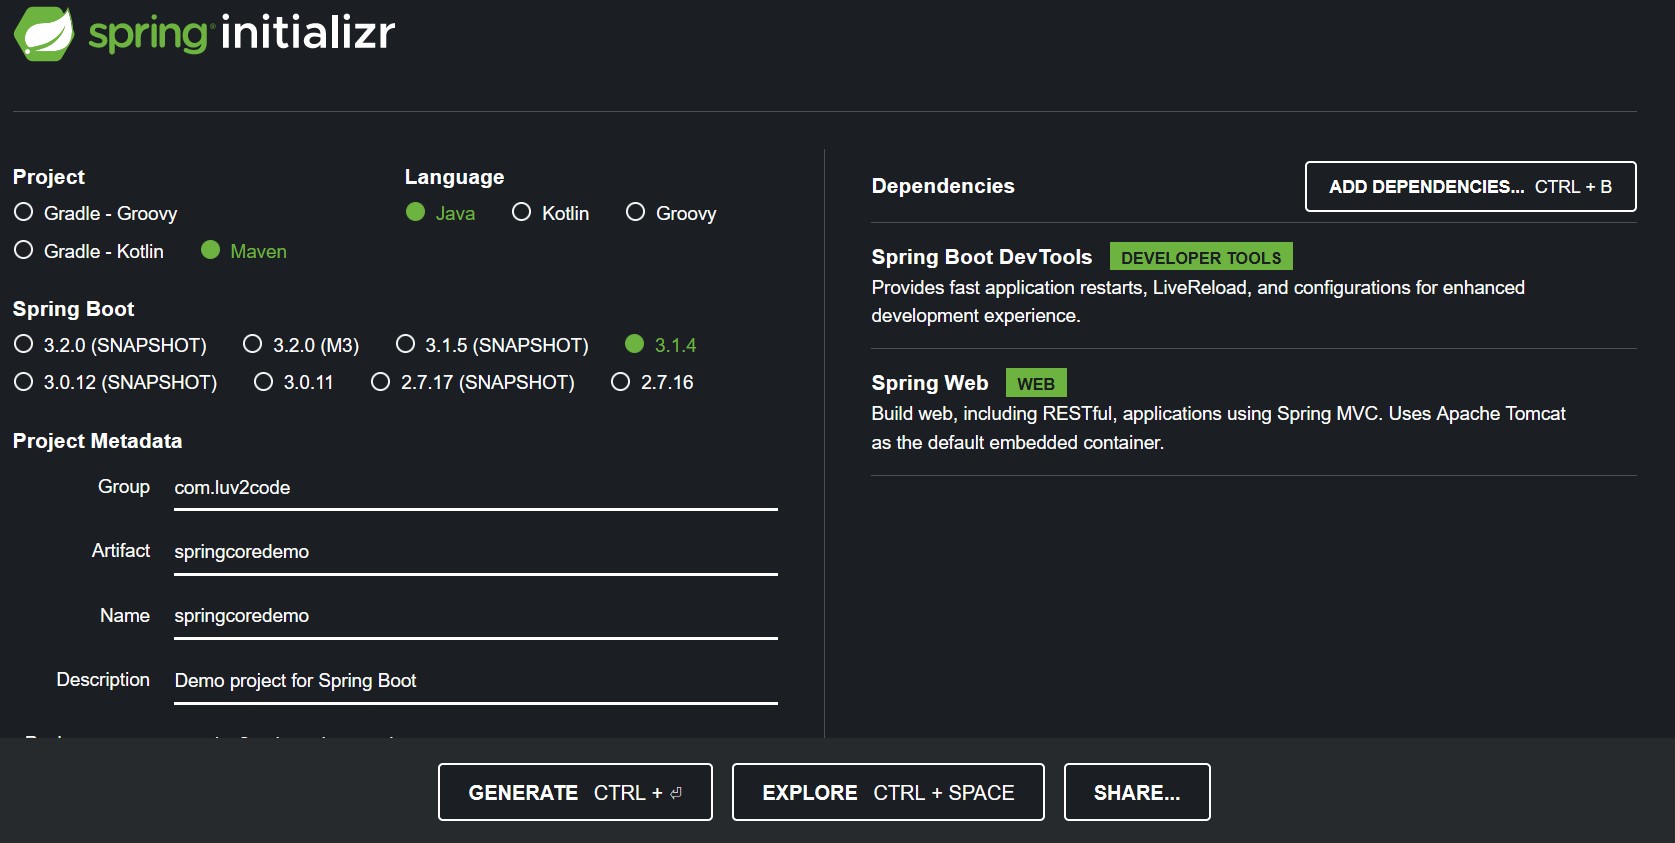 spring initializr
Project
Gradle - Groovy
Gradle - Kotlin Maven
Language
Java Kotlin Groovy
Spring Boot
3.2.0 (SNAPSHOT) 3.2.0 (M3) 3.1.5 (SNAPSHOT) 3.1.4
3.0.12 (SNAPSHOT) 3.0.11 2.7.17 (SNAPSHOT) 2.7.16
Project Metadata
Group com.luv2code
Artifact springcoredemo
Name springcoredemo
Description Demo project for Spring Boot
Dependencies ADD DEPENDENCIES... CTRL + B
Spring Boot DevTools DEVELOPER TOOLS
Provides fast application restarts, LiveReload, and configurations for enhanced
development experience.
Spring Web WEB
Build web, including RESTful, applications using Spring MVC. Uses Apache Tomcat
as the default embedded container.
GENERATE CTRL + ⏎ EXPLORE CTRL + SPACE SHARE...